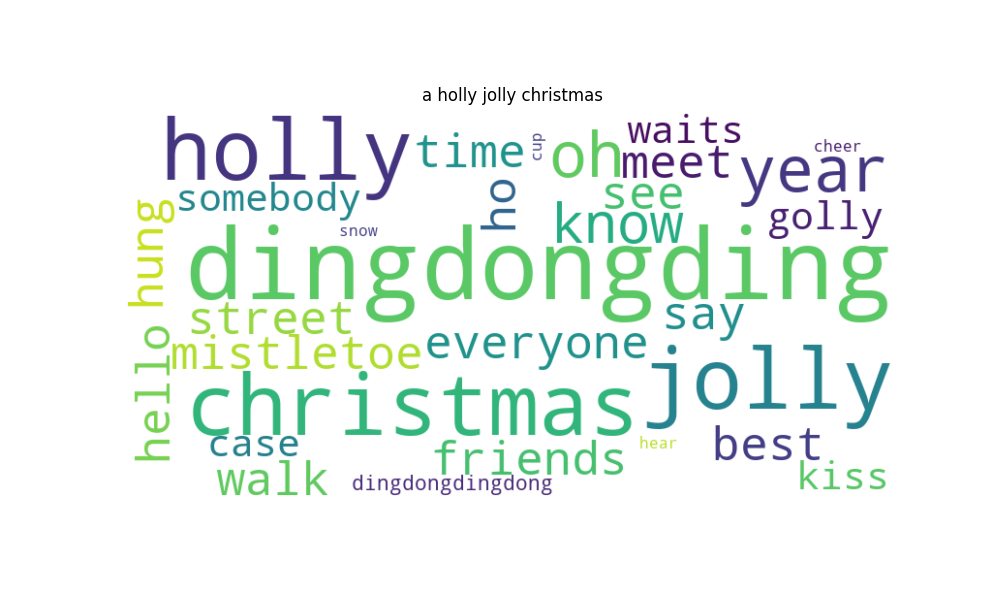 a holly jolly christmas
holly
time
cup
oh
waits
meet
cheer
year
somebody
ho
see
hung
snow
know
golly
dingdongding
street
say
mistletoe
everyone
hello
christmas
jolly
case
friends
hear
best
walk
dingdongdingdong
kiss